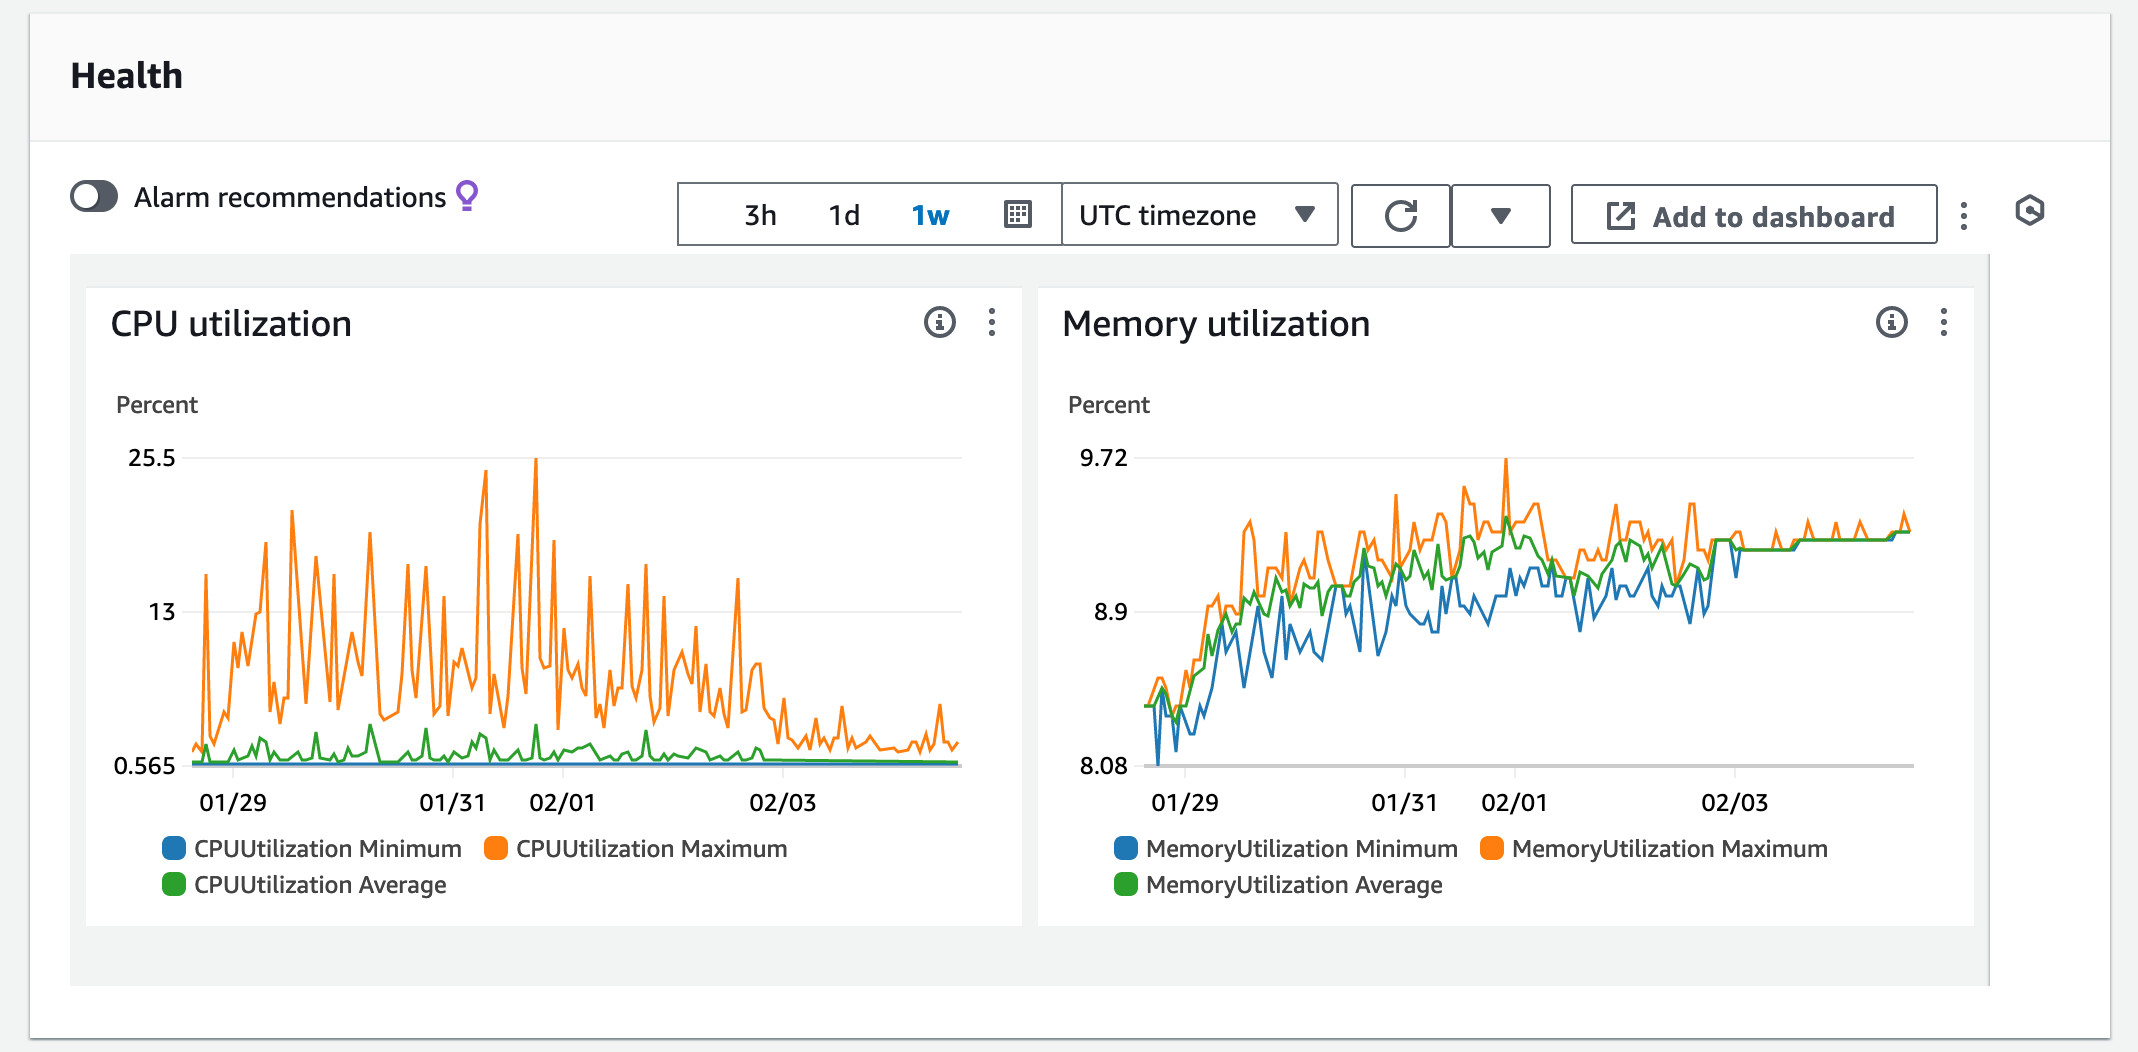 Health
Alarm recommendations
3h 1d 1w UTC timezone Add to dashboard
CPU utilization
Percent
25.5
13
0.565
01/29 01/31 02/01 02/03
CPUUtilization Minimum CPUUtilization Maximum
CPUUtilization Average
Memory utilization
Percent
9.72
8.9
8.08
01/29 01/31 02/01 02/03
MemoryUtilization Minimum MemoryUtilization Maximum
MemoryUtilization Average